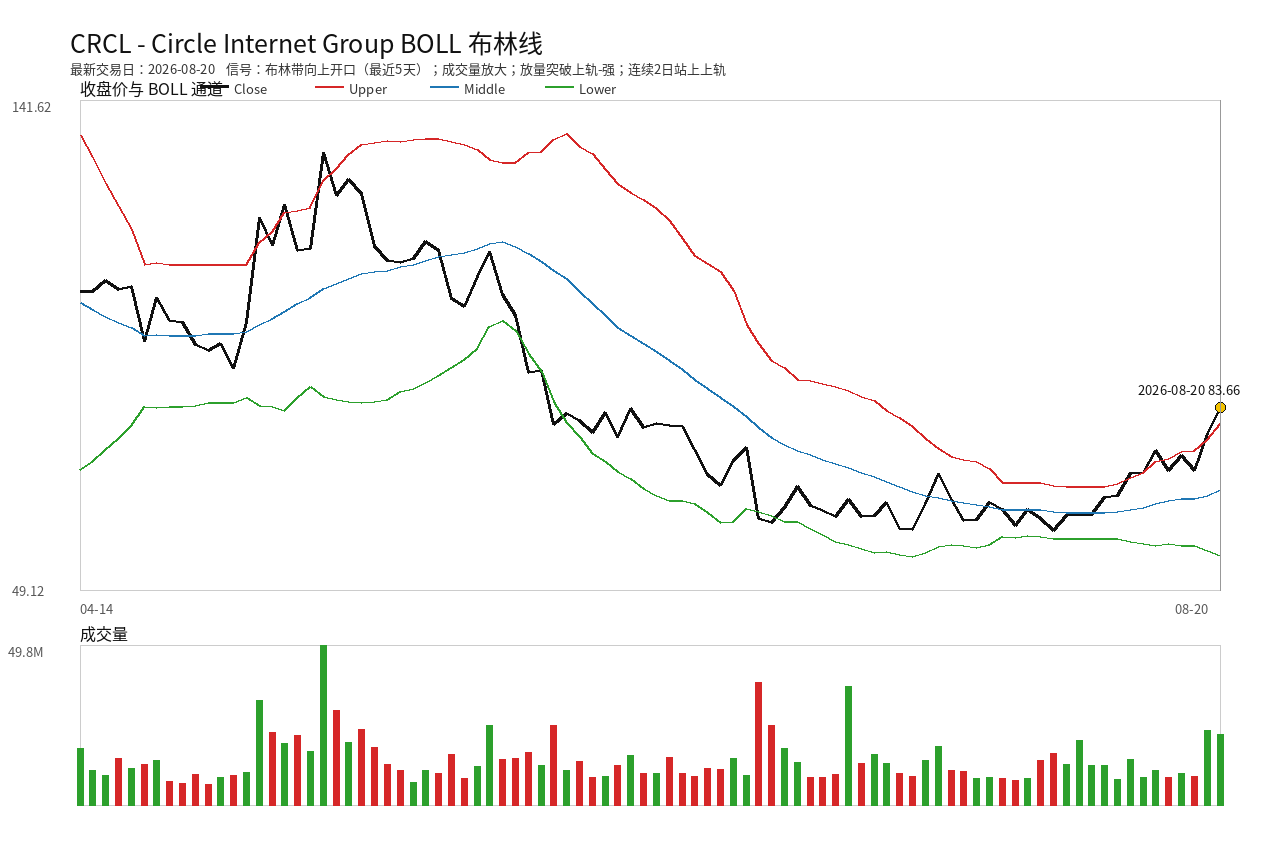 CRCL - Circle Internet Group BOLL 布林线
最新交易日：2026-08-20 信号：布林带向上开口（最近5天）；成交量放大；放量突破上轨-强；连续2日站上上轨
收盘价与 BOLL 通道 Close Upper Middle Lower
141.62
2026-08-20 83.66
49.12
04-14 08-20
成交量
49.8M